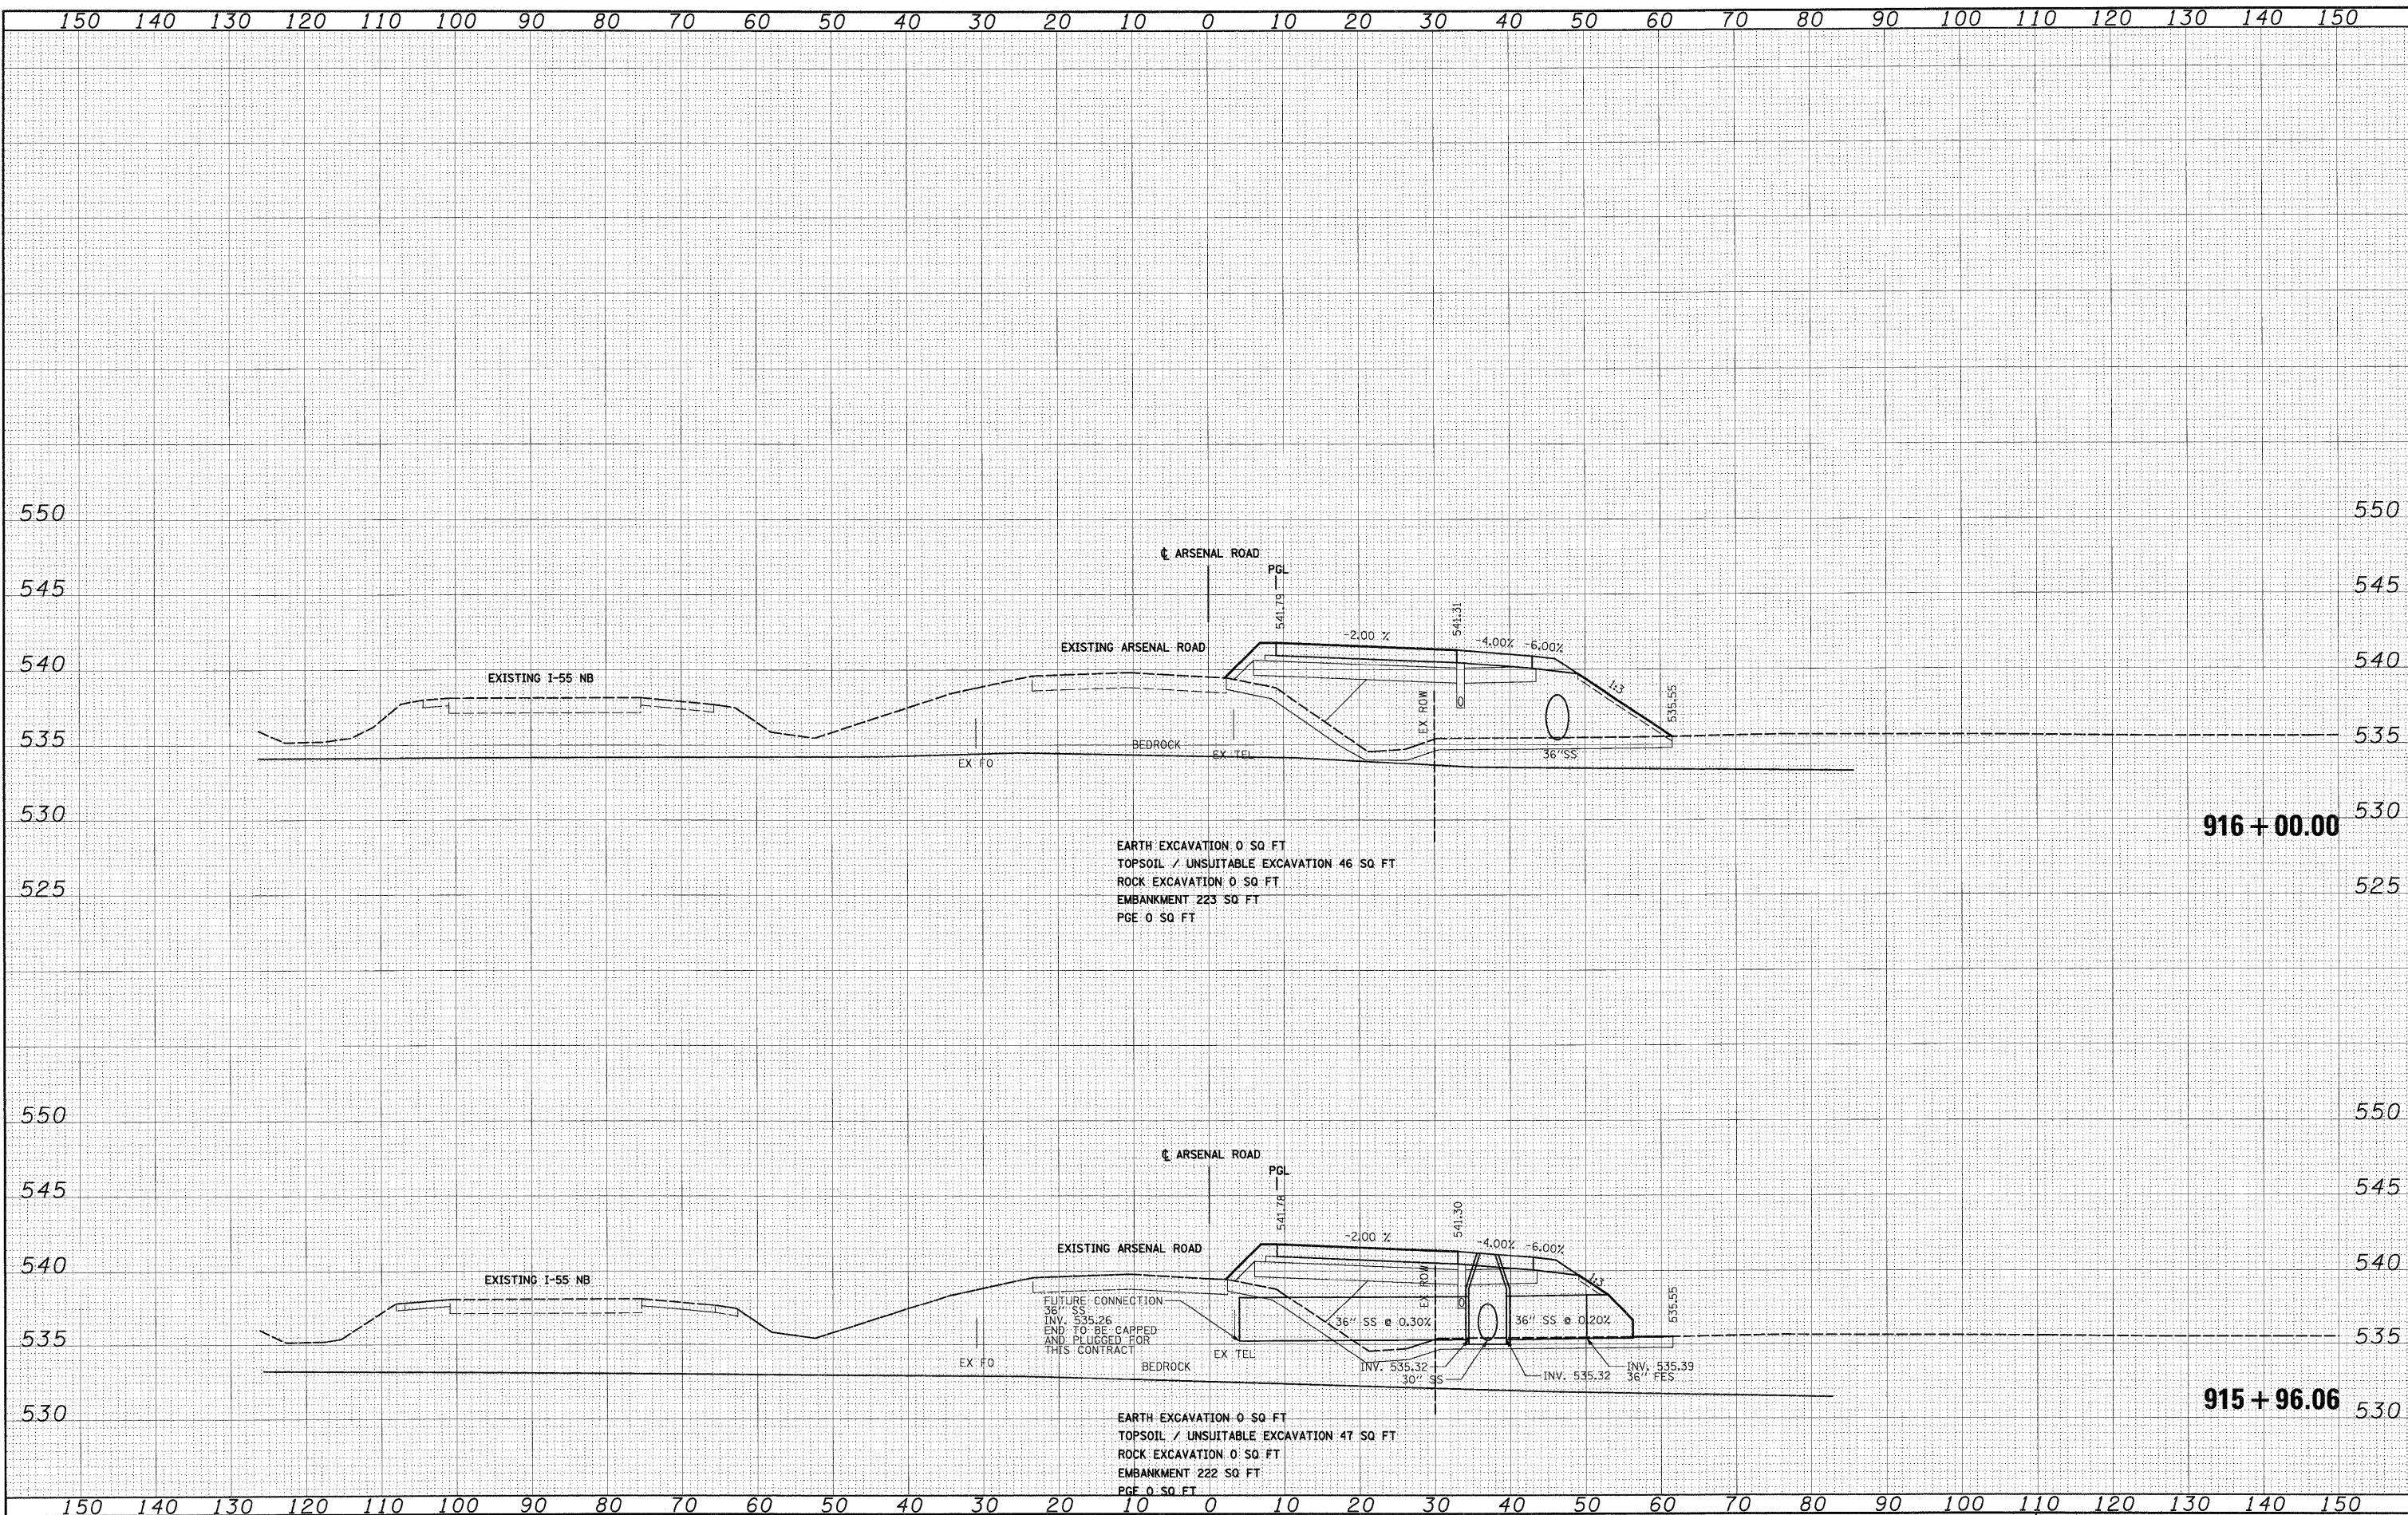 150 140 130 120 110 100 90 80 70 60 50 40 30 20 10 0 10 20 30 40 50 60 70 80 90 100 110 120 130 140 150
550 550
℄ ARSENAL ROAD
PGL
545 545
541.79
541.31
-2.00 %
-4.00% -6.00%
EXISTING ARSENAL ROAD
540 540
EXISTING I-55 NB
1:3
EX ROW
535.55
535 535
BEDROCK
EX TEL
36"SS
EX FO
530 530
916+00.00
EARTH EXCAVATION 0 SQ FT
TOPSOIL / UNSUITABLE EXCAVATION 46 SQ FT
ROCK EXCAVATION 0 SQ FT
525 525
EMBANKMENT 223 SQ FT
PGE 0 SQ FT
550 550
℄ ARSENAL ROAD
PGL
545 545
541.78
541.30
-2.00 %
-4.00% -6.00%
EXISTING ARSENAL ROAD
540 540
EXISTING I-55 NB
1:3
EX ROW
535.55
FUTURE CONNECTION
36" SS
INV. 535.26
END TO BE CAPPED
AND PLUGGED FOR
THIS CONTRACT
36" SS @ 0.30%
36" SS @ 0.20%
535 535
EX TEL
EX FO
BEDROCK
INV. 535.32
30" SS
INV. 535.32
INV. 535.39
36" FES
915+96.06
530 530
EARTH EXCAVATION 0 SQ FT
TOPSOIL / UNSUITABLE EXCAVATION 47 SQ FT
ROCK EXCAVATION 0 SQ FT
EMBANKMENT 222 SQ FT
PGE 0 SQ FT
150 140 130 120 110 100 90 80 70 60 50 40 30 20 10 0 10 20 30 40 50 60 70 80 90 100 110 120 130 140 150